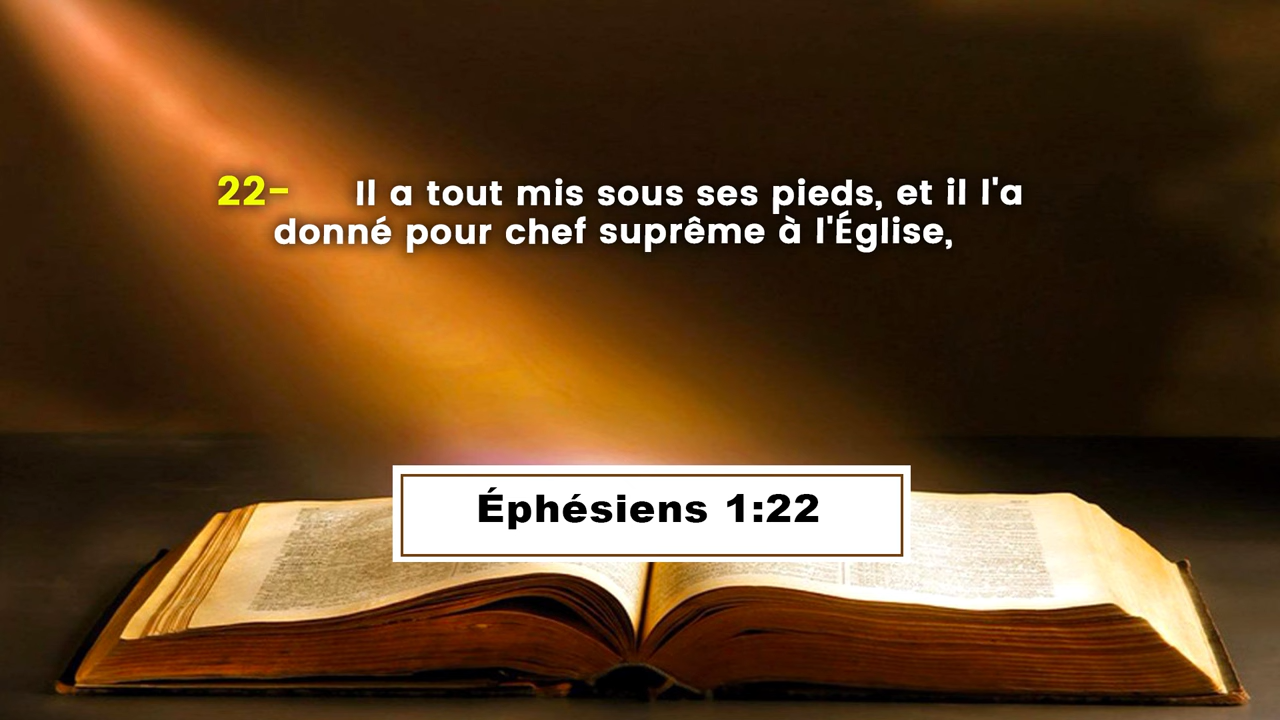 22- Il a tout mis sous ses pieds, et il l'a
donné pour chef suprême à l'Église,
Éphésiens 1:22